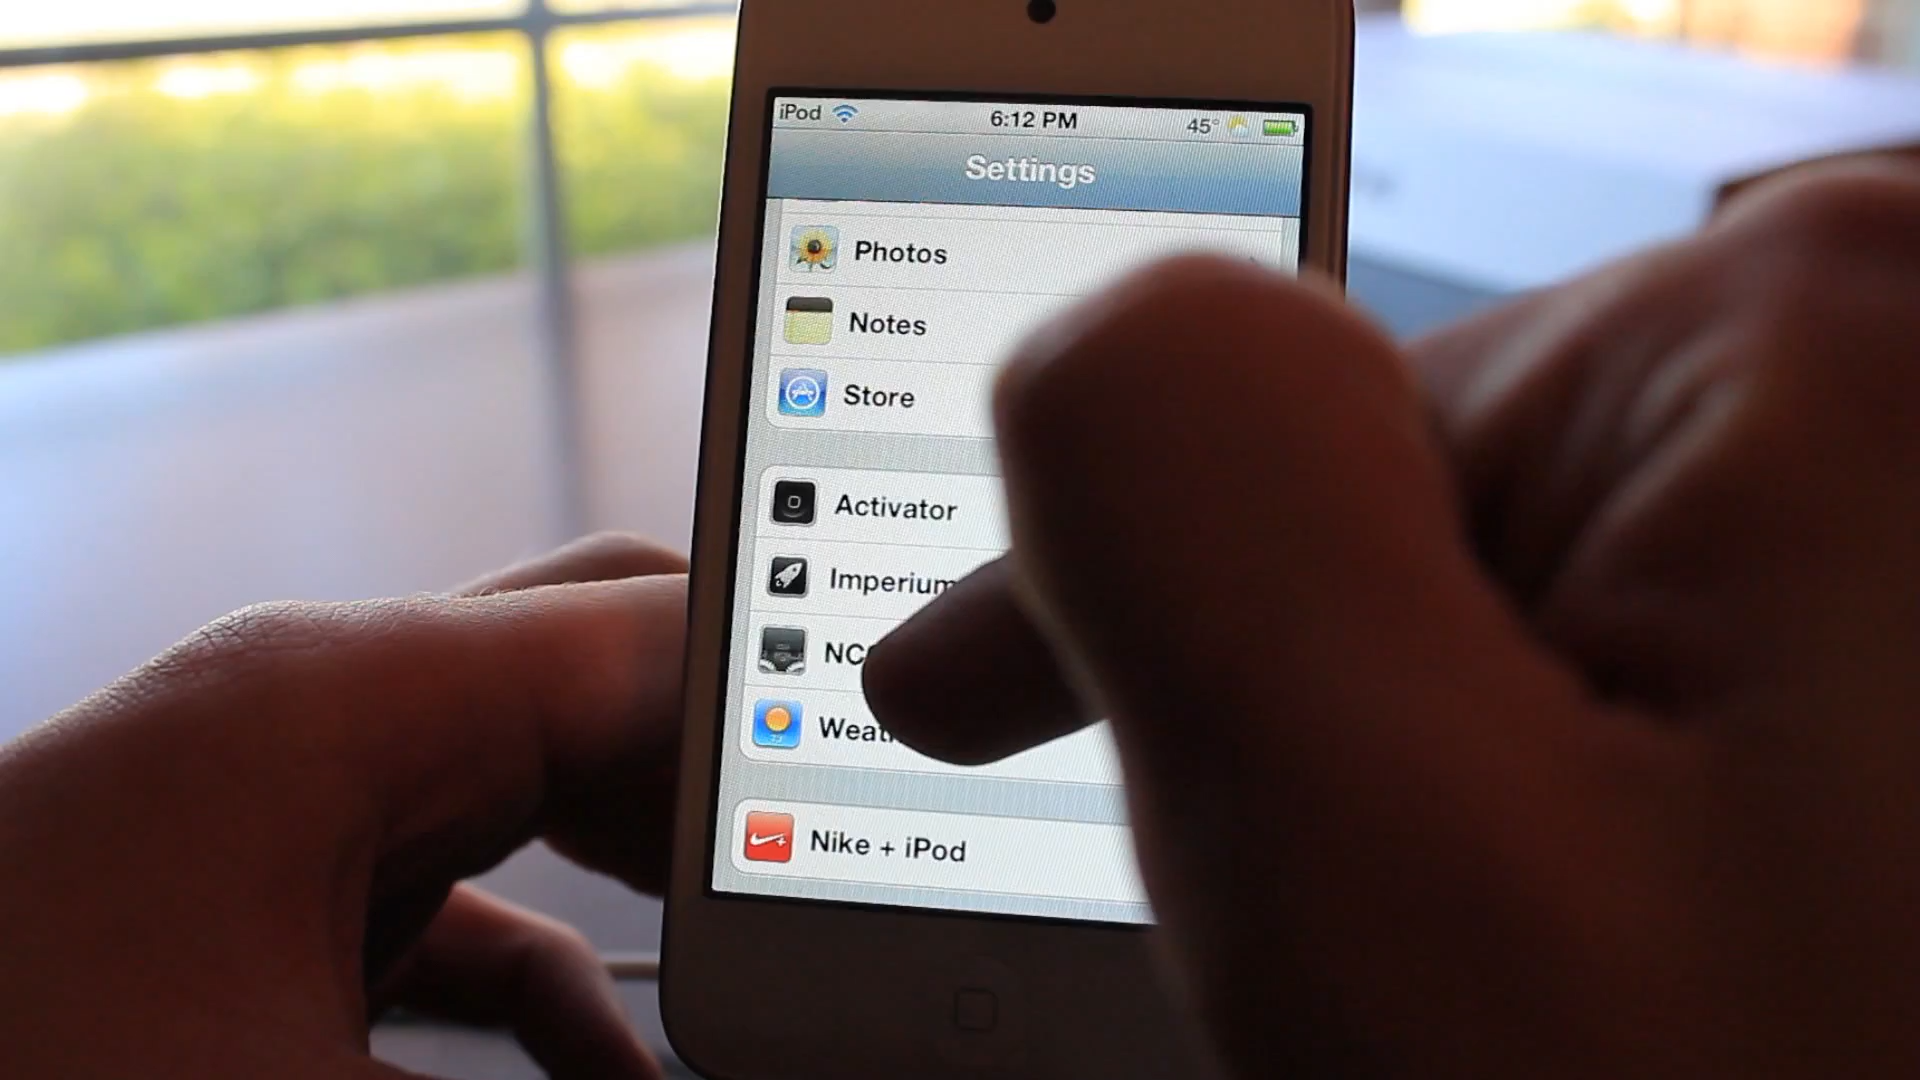 iPod 6:12 PM 45°
Settings
Photos
Notes
Store
Activator
Imperium
Nike + iPod